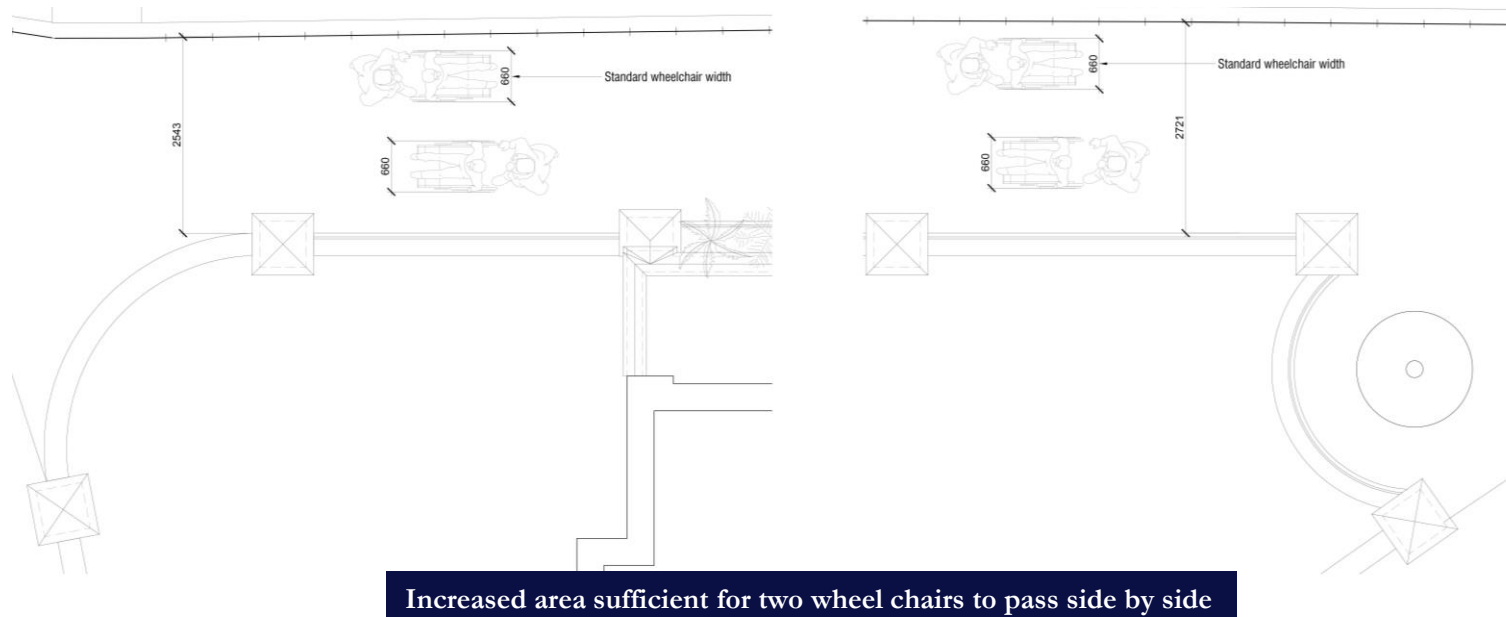 660
Standard wheelchair width
2543
660
660
Standard wheelchair width
2721
660
Increased area sufficient for two wheel chairs to pass side by side